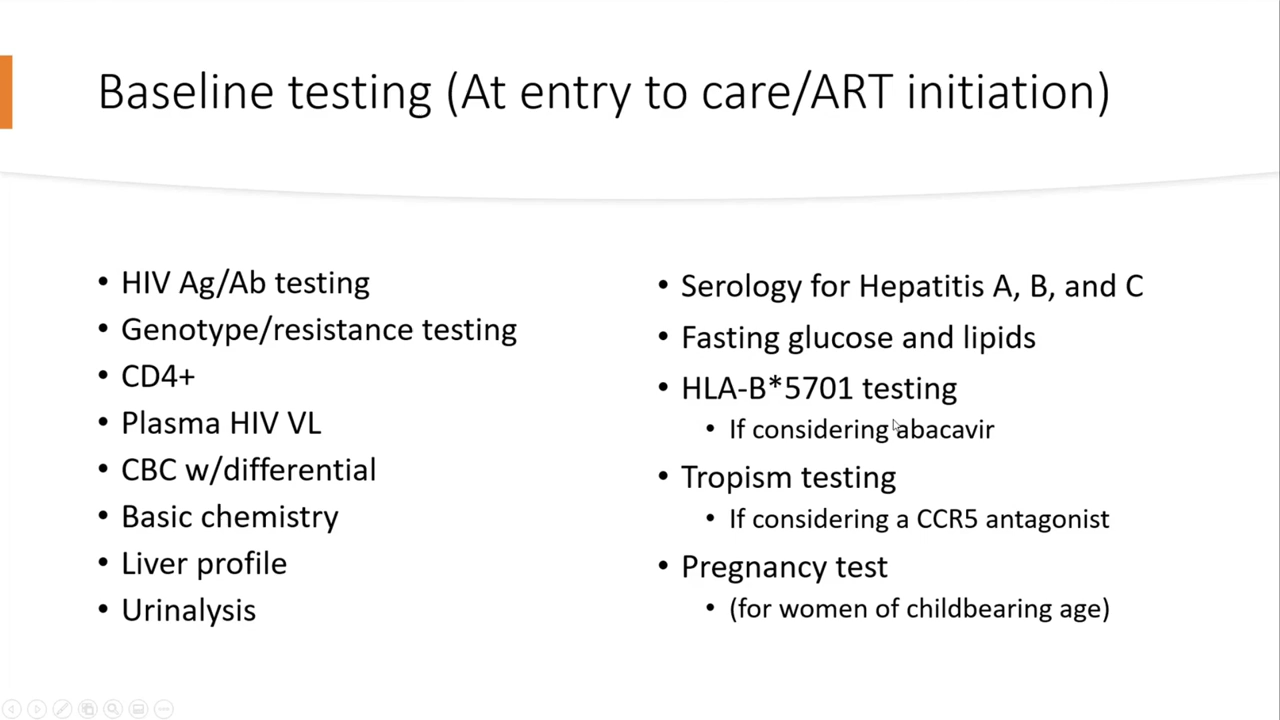 Baseline testing (At entry to care/ART initiation)
• HIV Ag/Ab testing
• Genotype/resistance testing
• CD4+
• Plasma HIV VL
• CBC w/differential
• Basic chemistry
• Liver profile
• Urinalysis
• Serology for Hepatitis A, B, and C
• Fasting glucose and lipids
• HLA-B*5701 testing
• If considering abacavir
• Tropism testing
• If considering a CCR5 antagonist
• Pregnancy test
• (for women of childbearing age)